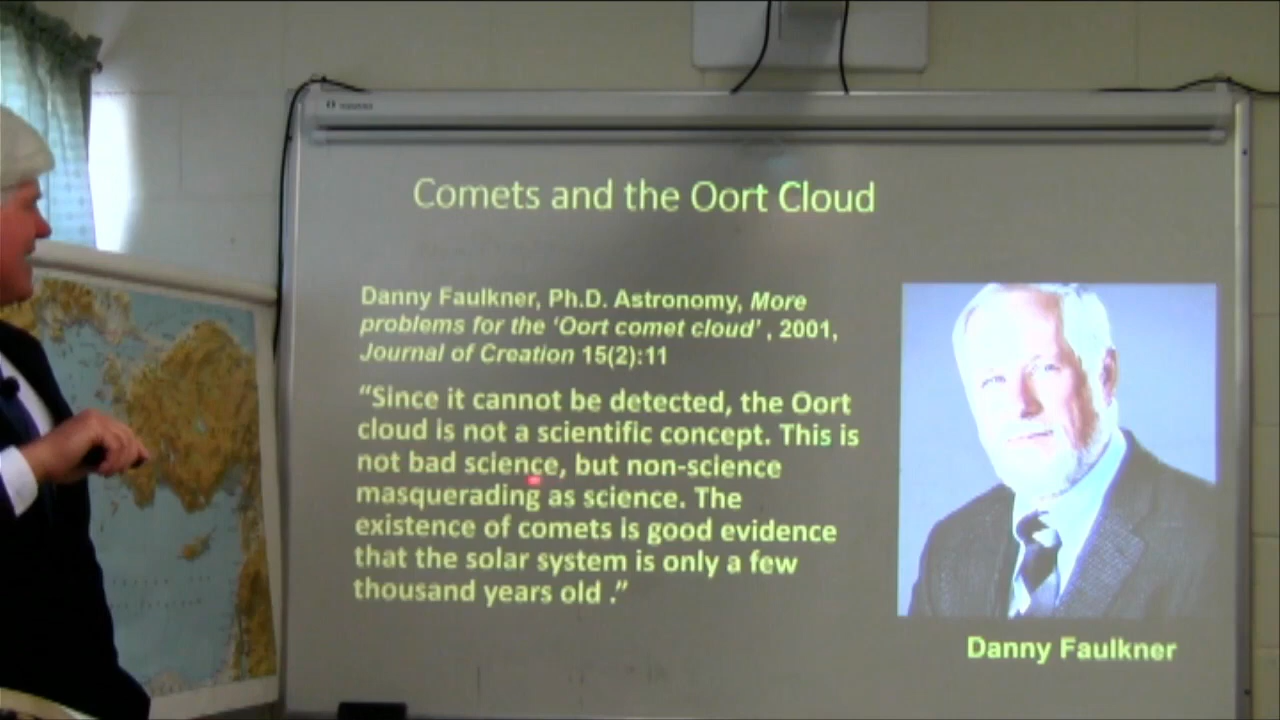 Comets and the Oort Cloud
Danny Faulkner, Ph.D. Astronomy, More
problems for the ‘Oort comet cloud’ , 2001,
Journal of Creation 15(2):11
“Since it cannot be detected, the Oort
cloud is not a scientific concept. This is
not bad science, but non-science
masquerading as science. The
existence of comets is good evidence
that the solar system is only a few
thousand years old .”
Danny Faulkner